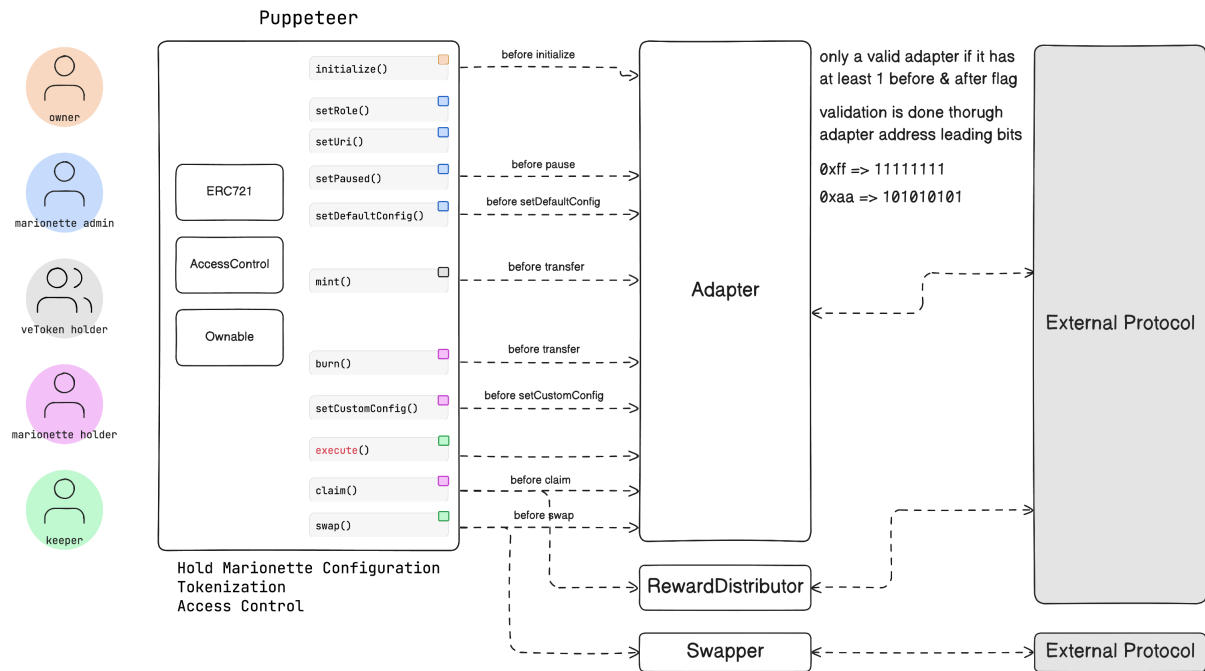 Puppeteer
owner
marionette admin
veToken holder
marionette holder
keeper
ERC721
AccessControl
Ownable
initialize()
setRole()
setUri()
setPaused()
setDefaultConfig()
mint()
burn()
setCustomConfig()
execute()
claim()
swap()
Hold Marionette Configuration
Tokenization
Access Control
before initialize
before pause
before setDefaultConfig
before transfer
before transfer
before setCustomConfig
before claim
before swap
Adapter
RewardDistributor
Swapper
only a valid adapter if it has
at least 1 before & after flag
validation is done thorugh
adapter address leading bits
0xff => 11111111
0xaa => 101010101
External Protocol
External Protocol